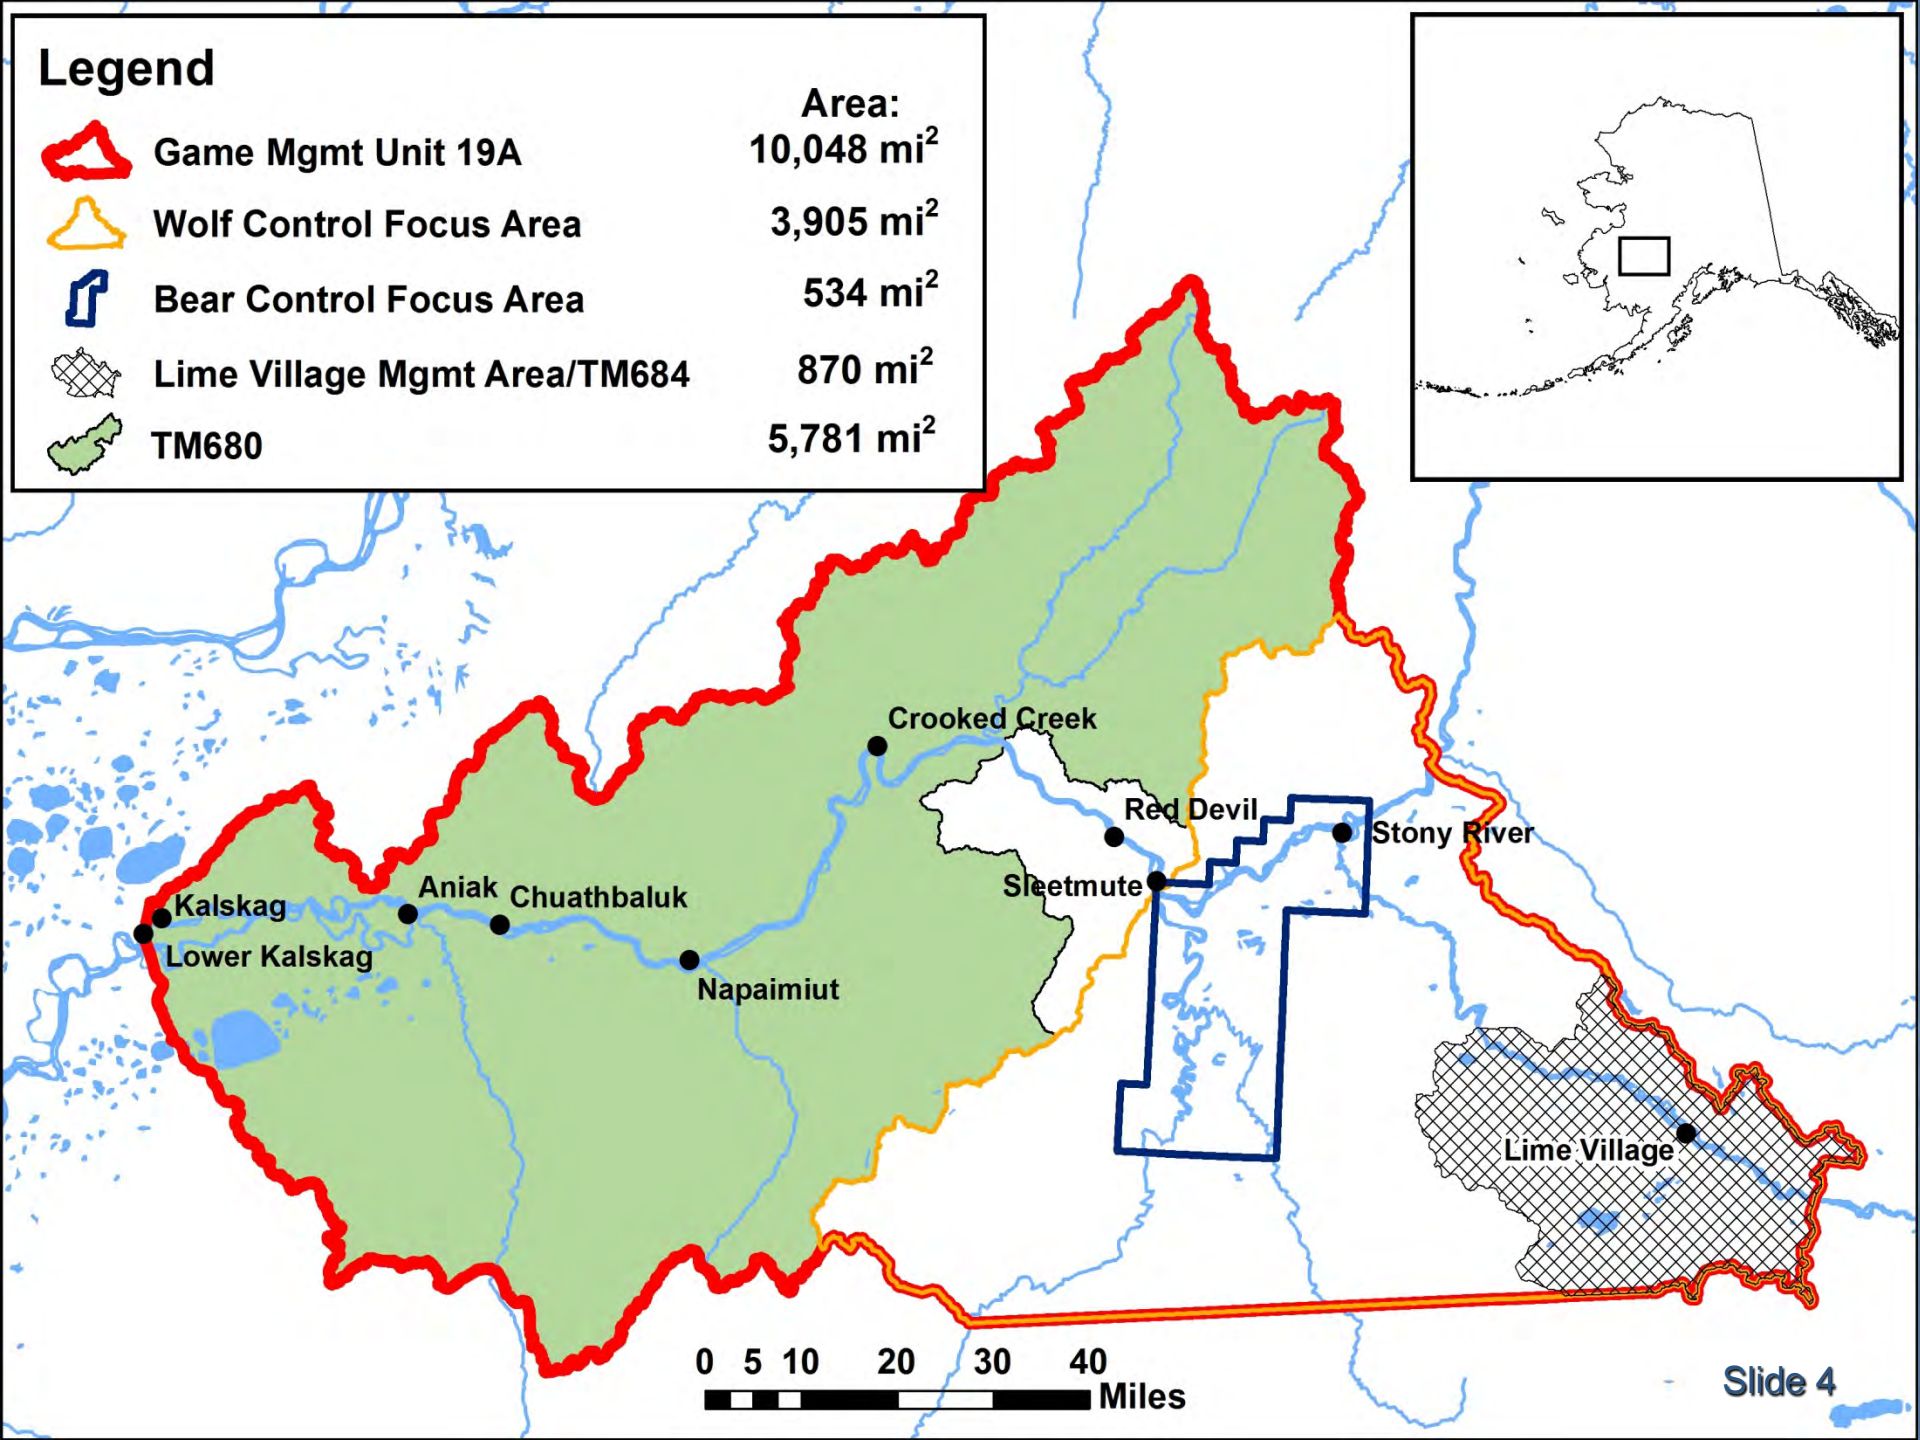 Legend
Area:
Game Mgmt Unit 19A 10,048 mi²
Wolf Control Focus Area 3,905 mi²
Bear Control Focus Area 534 mi²
Lime Village Mgmt Area/TM684 870 mi²
TM680 5,781 mi²
Crooked Creek
Red Devil
Stony River
Sleetmute
Aniak
Chuathbaluk
Kalskag
Lower Kalskag
Napaimiut
Lime Village
0 5 10 20 30 40
Miles
Slide 4